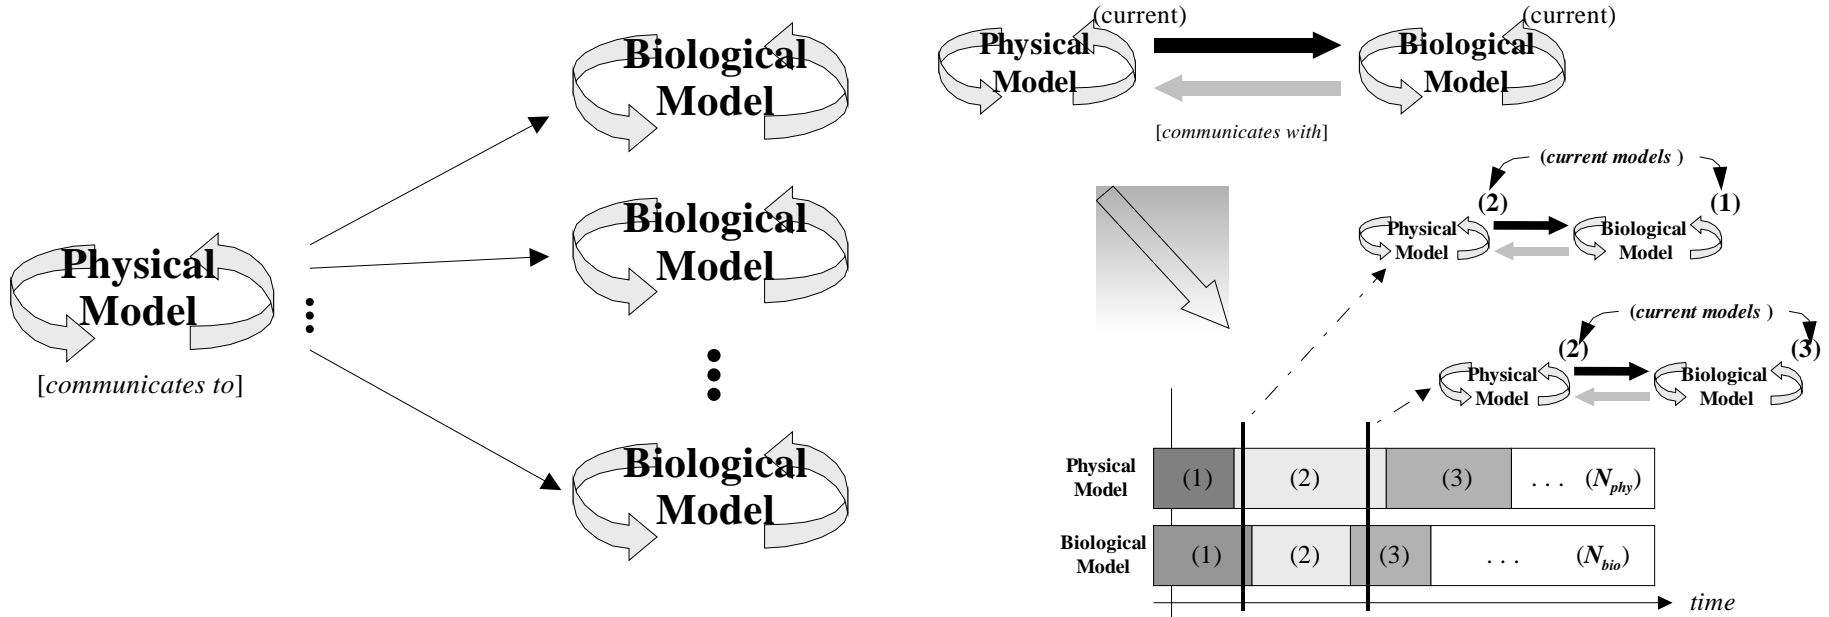 Biological
Model
Biological
Model
Physical
Model
[communicates to]
Biological
Model
(current)
Physical
Model
(current)
Biological
Model
[communicates with]
(current models )
(2)
(1)
Physical
Model
Biological
Model
(current models )
(2)
(3)
Physical
Model
Biological
Model
Physical
Model
(1)
(2)
(3)
. . . (Nphy)
Biological
Model
(1)
(2)
(3)
. . . (Nbio)
time